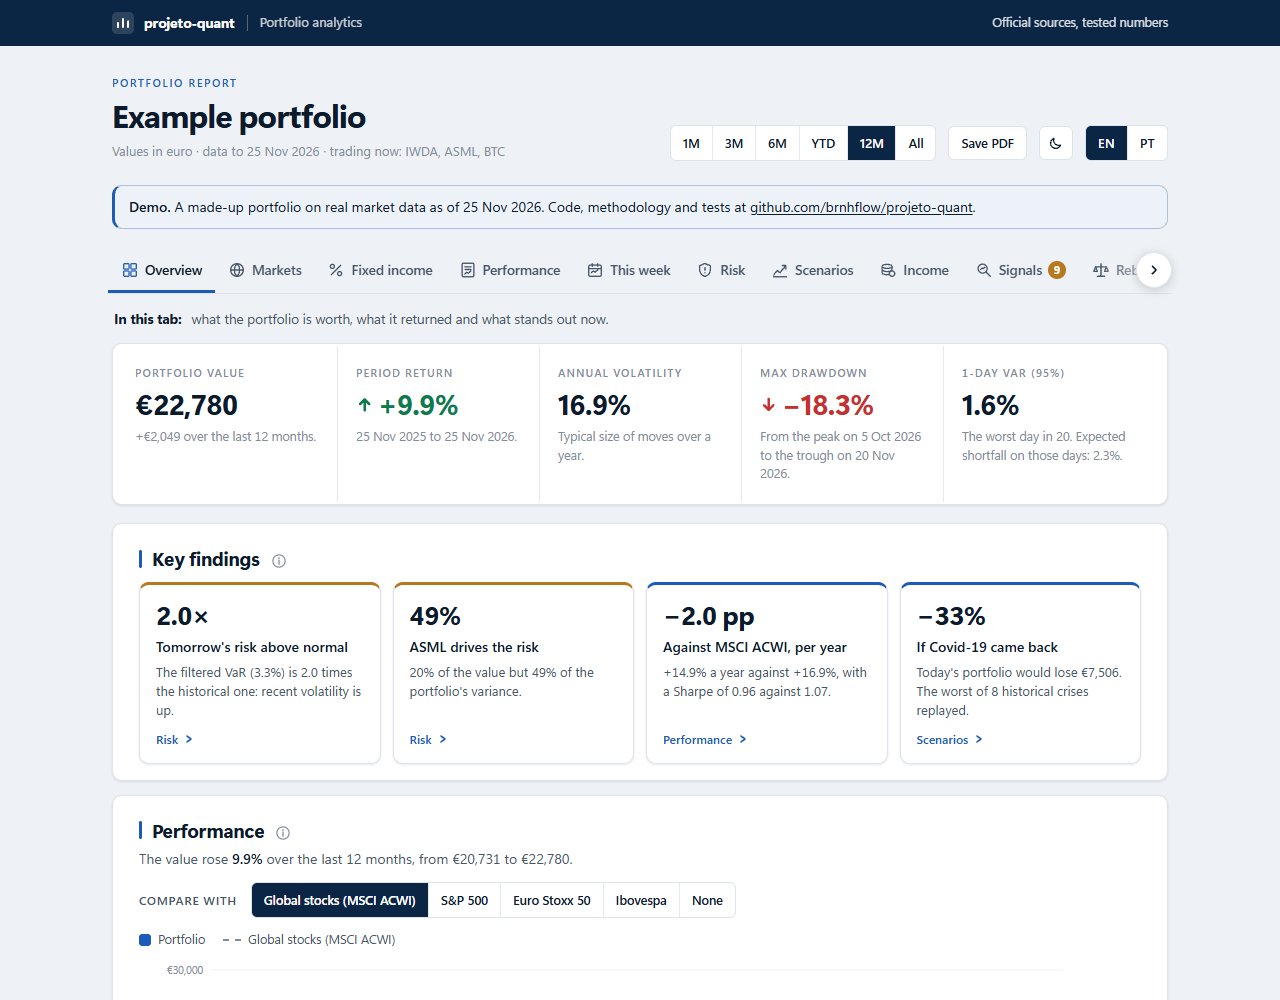 projeto-quant Portfolio analytics Official sources, tested numbers
PORTFOLIO REPORT
Example portfolio
Values in euro · data to 25 Nov 2026 · trading now: IWDA, ASML, BTC
1M 3M 6M YTD 12M All Save PDF EN PT
Demo. A made-up portfolio on real market data as of 25 Nov 2026. Code, methodology and tests at github.com/brnhflow/projeto-quant.
Overview Markets Fixed income Performance This week Risk Scenarios Income Signals 9 Reb
In this tab: what the portfolio is worth, what it returned and what stands out now.
PORTFOLIO VALUE
€22,780
+€2,049 over the last 12 months.
PERIOD RETURN
↑ +9.9%
25 Nov 2025 to 25 Nov 2026.
ANNUAL VOLATILITY
16.9%
Typical size of moves over a
year.
MAX DRAWDOWN
↓ −18.3%
From the peak on 5 Oct 2026
to the trough on 20 Nov
2026.
1-DAY VAR (95%)
1.6%
The worst day in 20. Expected
shortfall on those days: 2.3%.
Key findings
2.0×
Tomorrow's risk above normal
The filtered VaR (3.3%) is 2.0 times
the historical one: recent volatility is
up.
Risk >
49%
ASML drives the risk
20% of the value but 49% of the
portfolio's variance.
Risk >
−2.0 pp
Against MSCI ACWI, per year
+14.9% a year against +16.9%, with
a Sharpe of 0.96 against 1.07.
Performance >
−33%
If Covid-19 came back
Today's portfolio would lose €7,506.
The worst of 8 historical crises
replayed.
Scenarios >
Performance
The value rose 9.9% over the last 12 months, from €20,731 to €22,780.
COMPARE WITH Global stocks (MSCI ACWI) S&P 500 Euro Stoxx 50 Ibovespa None
Portfolio Global stocks (MSCI ACWI)
€30,000